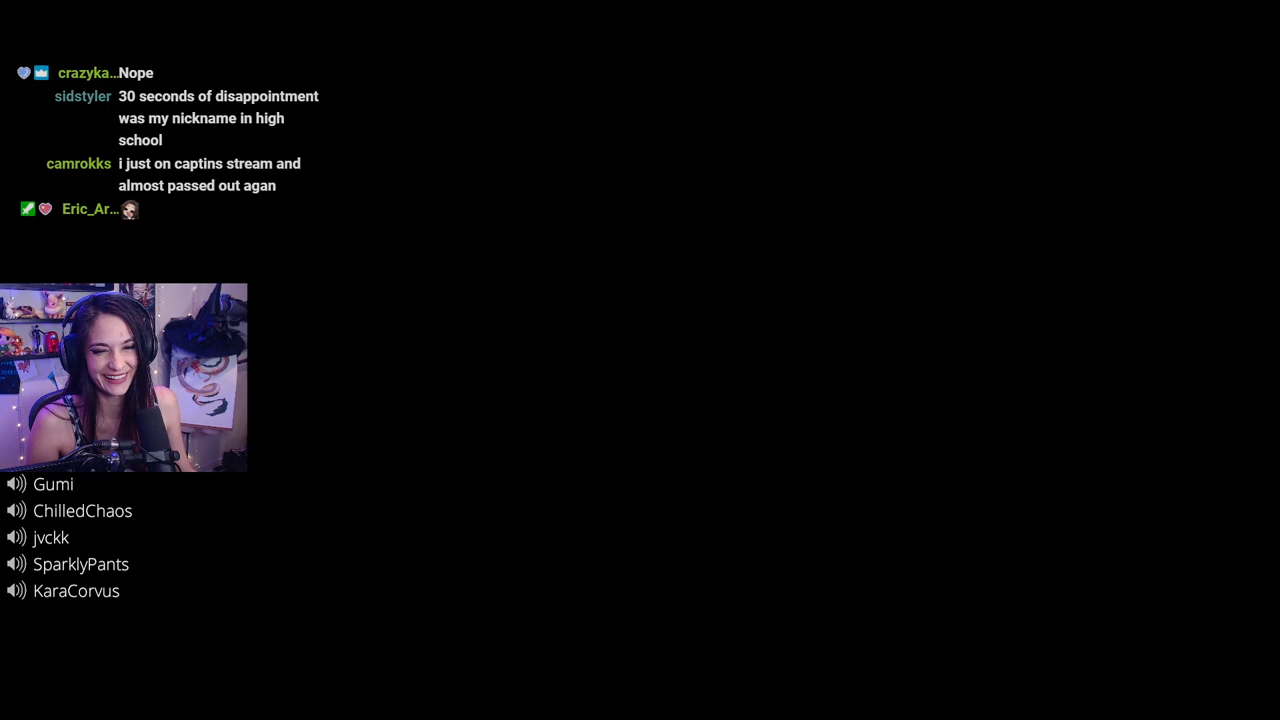 crazyka…Nope
sidstyler 30 seconds of disappointment
was my nickname in high
school
camrokks i just on captins stream and
almost passed out agan
Eric_Ar…
Gumi
ChilledChaos
jvckk
SparklyPants
KaraCorvus